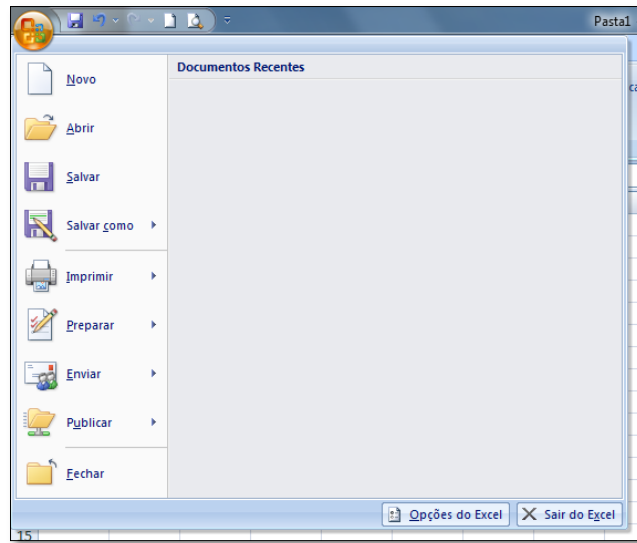 Pasta1
Novo
Documentos Recentes
Abrir
Salvar
Salvar como
Imprimir
Preparar
Enviar
Publicar
Fechar
Opções do Excel
Sair do Excel
15